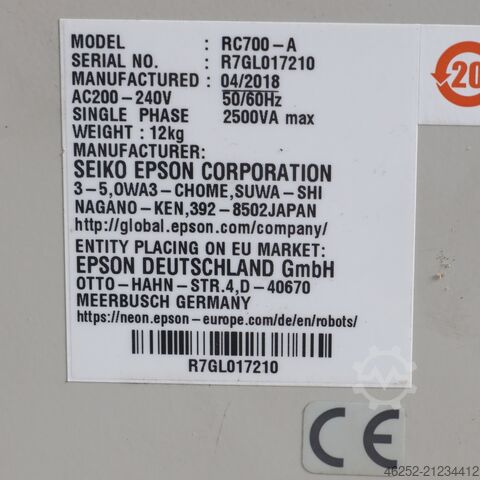 MODEL : RC700-A
SERIAL NO. : R7GL017210
MANUFACTURED : 04/2018
AC200-240V 50/60Hz
SINGLE PHASE 2500VA max
WEIGHT : 12kg
MANUFACTURER:
SEIKO EPSON CORPORATION
3-5,OWA3-CHOME,SUWA-SHI
NAGANO-KEN,392-8502JAPAN
http://global.epson.com/company/
ENTITY PLACING ON EU MARKET:
EPSON DEUTSCHLAND GmbH
OTTO-HAHN-STR.4,D-40670
MEERBUSCH GERMANY
https://neon.epson-europe.com/de/en/robots/
R7GL017210
20
CE
46252-21234412